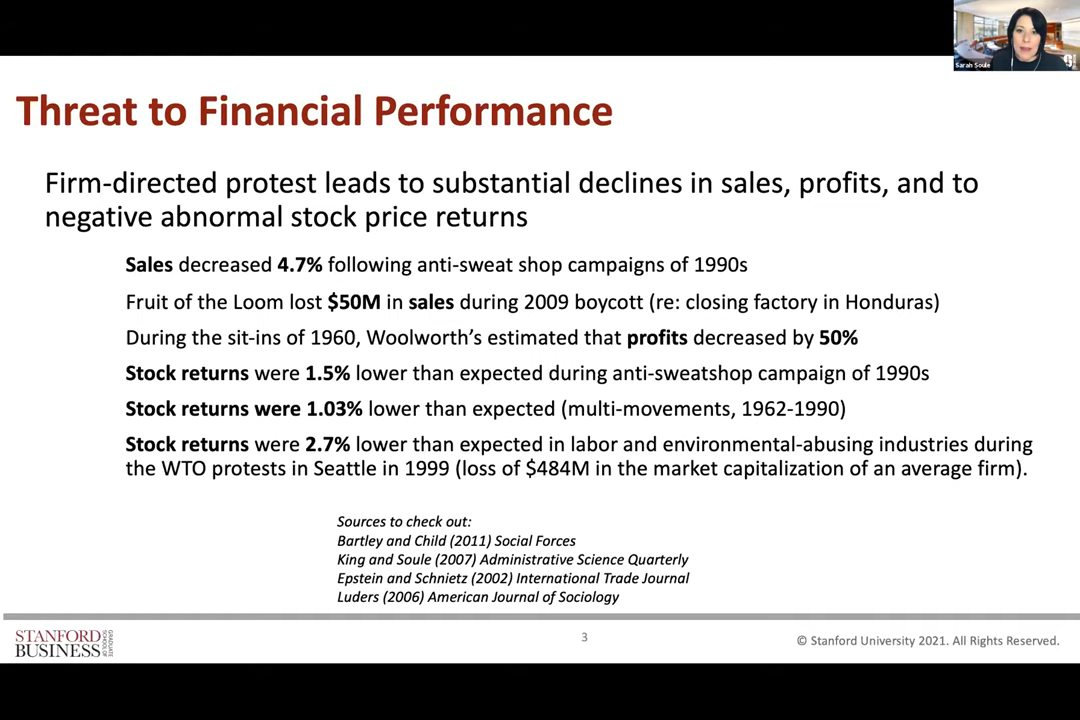 Sarah Soule
Threat to Financial Performance
Firm-directed protest leads to substantial declines in sales, profits, and to
negative abnormal stock price returns
Sales decreased 4.7% following anti-sweat shop campaigns of 1990s
Fruit of the Loom lost $50M in sales during 2009 boycott (re: closing factory in Honduras)
During the sit-ins of 1960, Woolworth’s estimated that profits decreased by 50%
Stock returns were 1.5% lower than expected during anti-sweatshop campaign of 1990s
Stock returns were 1.03% lower than expected (multi-movements, 1962-1990)
Stock returns were 2.7% lower than expected in labor and environmental-abusing industries during
the WTO protests in Seattle in 1999 (loss of $484M in the market capitalization of an average firm).
Sources to check out:
Bartley and Child (2011) Social Forces
King and Soule (2007) Administrative Science Quarterly
Epstein and Schnietz (2002) International Trade Journal
Luders (2006) American Journal of Sociology
STANFORD
BUSINESS
GRADUATE
SCHOOL OF
3
© Stanford University 2021. All Rights Reserved.